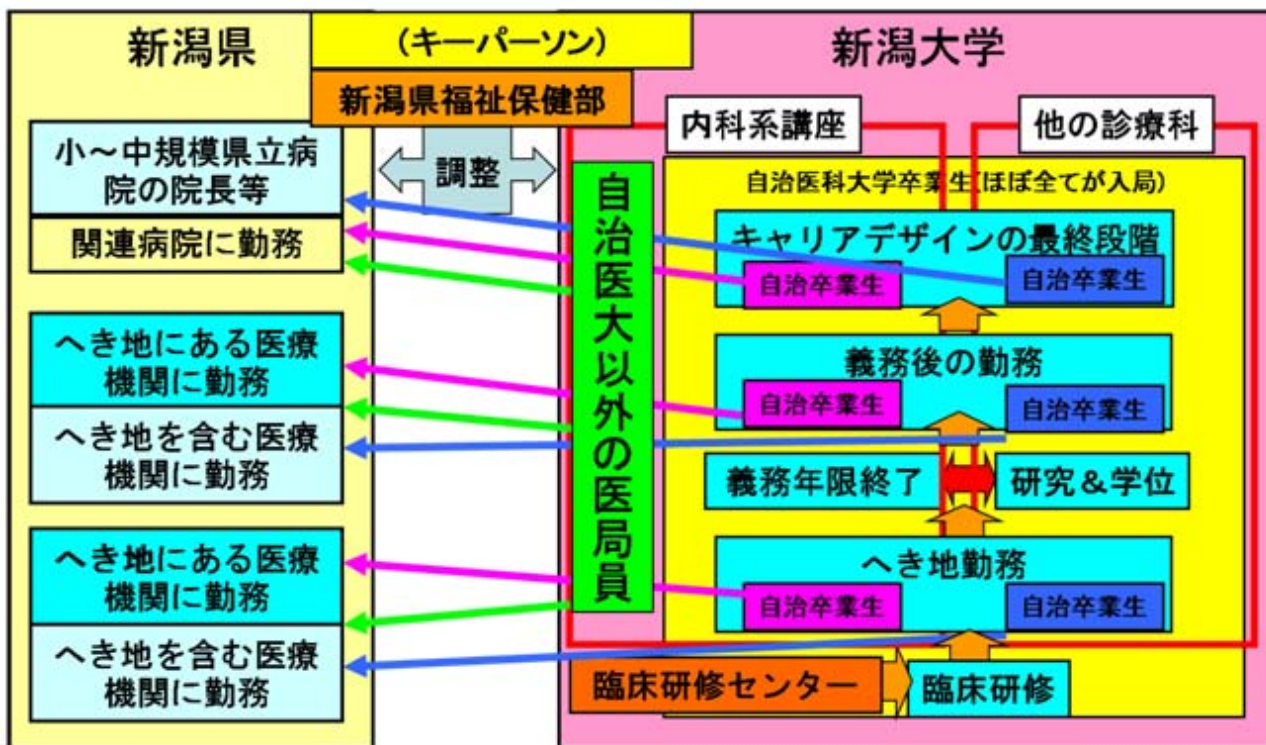 新潟県
(キーパーソン)
新潟大学
新潟県福祉保健部
内科系講座
他の診療科
小～中規模県立病
院の院長等
関連病院に勤務
調整
自治医大以外の医局員
自治医科大学卒業生(ほぼ全てが入局)
キャリアデザインの最終段階
自治卒業生
自治卒業生
へき地にある医療
機関に勤務
へき地を含む医療
機関に勤務
義務後の勤務
自治卒業生
自治卒業生
義務年限終了
研究＆学位
へき地にある医療
機関に勤務
へき地を含む医療
機関に勤務
へき地勤務
自治卒業生
自治卒業生
臨床研修センター
臨床研修